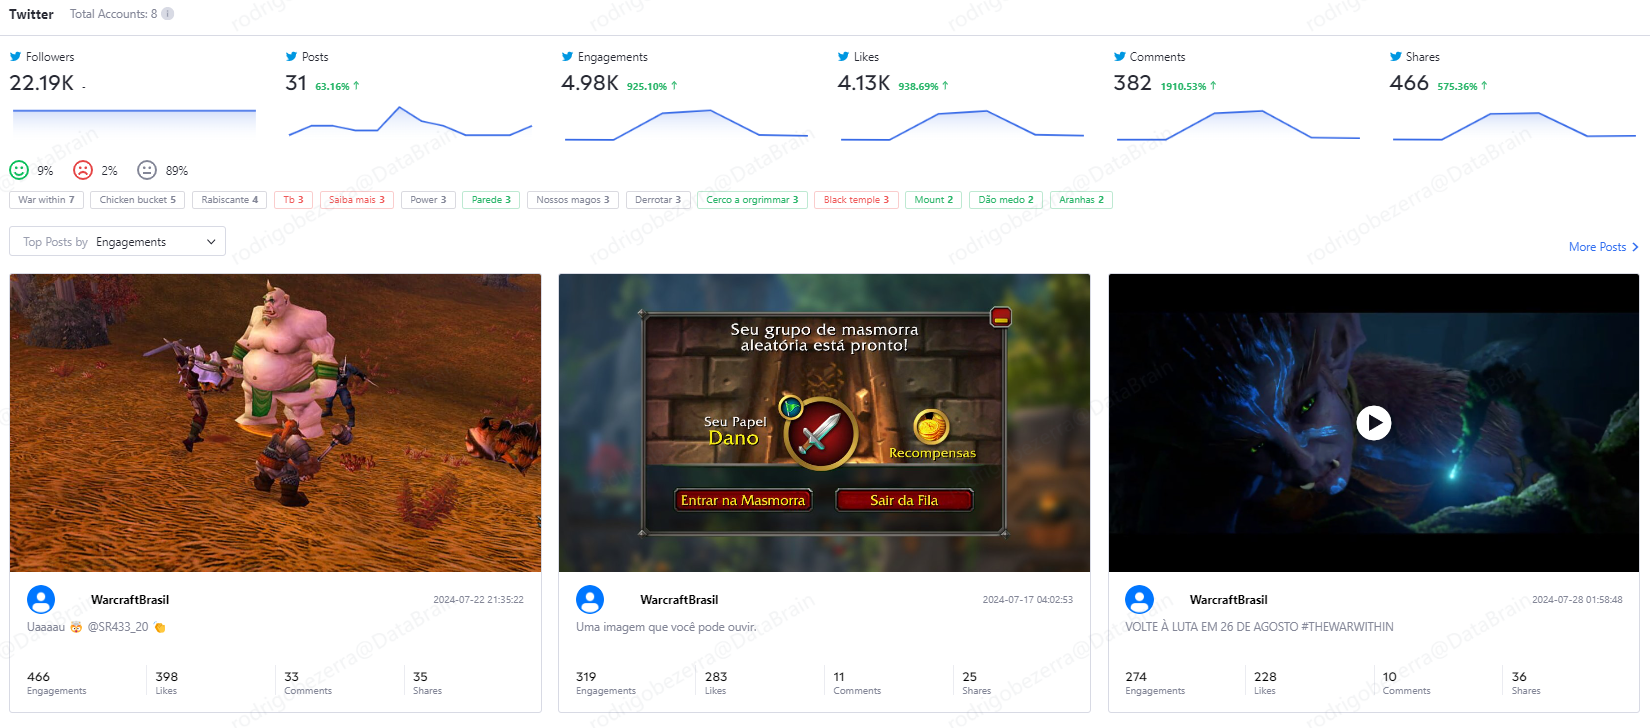 Twitter Total Accounts: 8
Followers Posts Engagements Likes Comments Shares
22.19K - 31 63.16% ↑ 4.98K 925.10% ↑ 4.13K 938.69% ↑ 382 1910.53% ↑ 466 575.36% ↑
9% 2% 89%
War within 7 Chicken bucket 5 Rabiscante 4 Tb 3 Saiba mais 3 Power 3 Parede 3 Nossos magos 3 Derrotar 3 Cerco a orgrimmar 3 Black temple 3 Mount 2 Dão medo 2 Aranhas 2
Top Posts by Engagements
More Posts
Seu grupo de masmorra
aleatória está pronto!
Seu Papel
Dano
Recompensas
Entrar na Masmorra Sair da Fila
WarcraftBrasil 2024-07-22 21:35:22
Uaaaau 🤯 @SR433_20 👏
466 398 33 35
Engagements Likes Comments Shares
WarcraftBrasil 2024-07-17 04:02:53
Uma imagem que você pode ouvir.
319 283 11 25
Engagements Likes Comments Shares
WarcraftBrasil 2024-07-28 01:58:48
VOLTE À LUTA EM 26 DE AGOSTO #THEWARWITHIN
274 228 10 36
Engagements Likes Comments Shares
rodrigobezerra@DataBrain